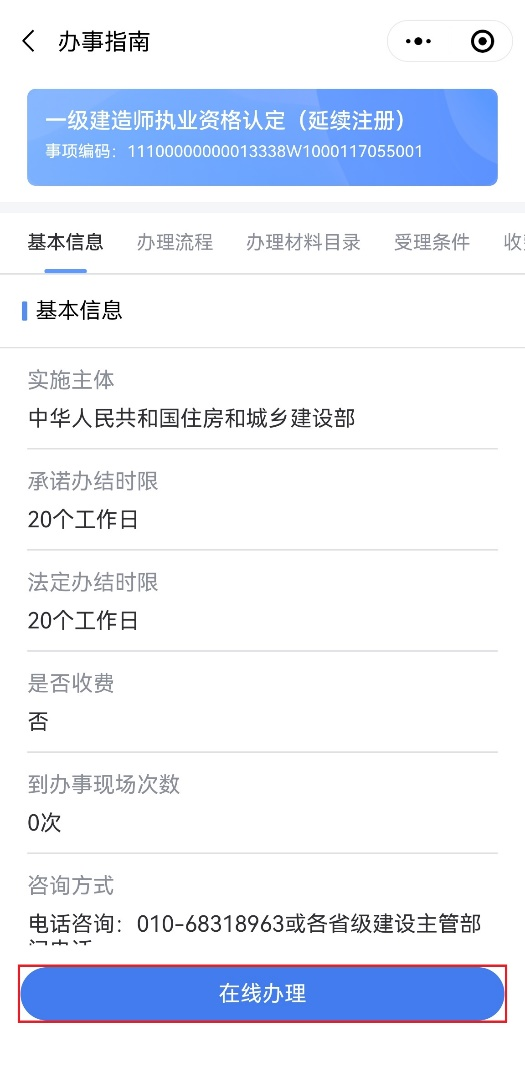 办事指南
一级建造师执业资格认定（延续注册）
事项编码：11100000000013338W1000117055001
基本信息 办理流程 办理材料目录 受理条件 收
基本信息
实施主体
中华人民共和国住房和城乡建设部
承诺办结时限
20个工作日
法定办结时限
20个工作日
是否收费
否
到办事现场次数
0次
咨询方式
电话咨询：010-68318963或各省级建设主管部
门电话
在线办理